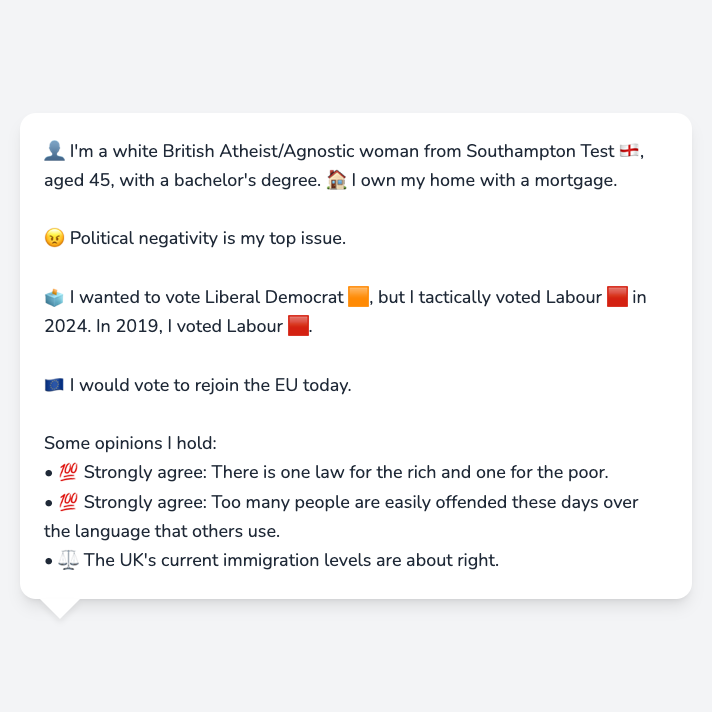 👤 I'm a white British Atheist/Agnostic woman from Southampton Test 🏴󠁧󠁢󠁥󠁮󠁧󠁿,
aged 45, with a bachelor's degree. 🏠 I own my home with a mortgage.
😠 Political negativity is my top issue.
🗳️ I wanted to vote Liberal Democrat 🟧, but I tactically voted Labour 🟥 in
2024. In 2019, I voted Labour 🟥.
🇪🇺 I would vote to rejoin the EU today.
Some opinions I hold:
• 💯 Strongly agree: There is one law for the rich and one for the poor.
• 💯 Strongly agree: Too many people are easily offended these days over
the language that others use.
• ⚖️ The UK's current immigration levels are about right.